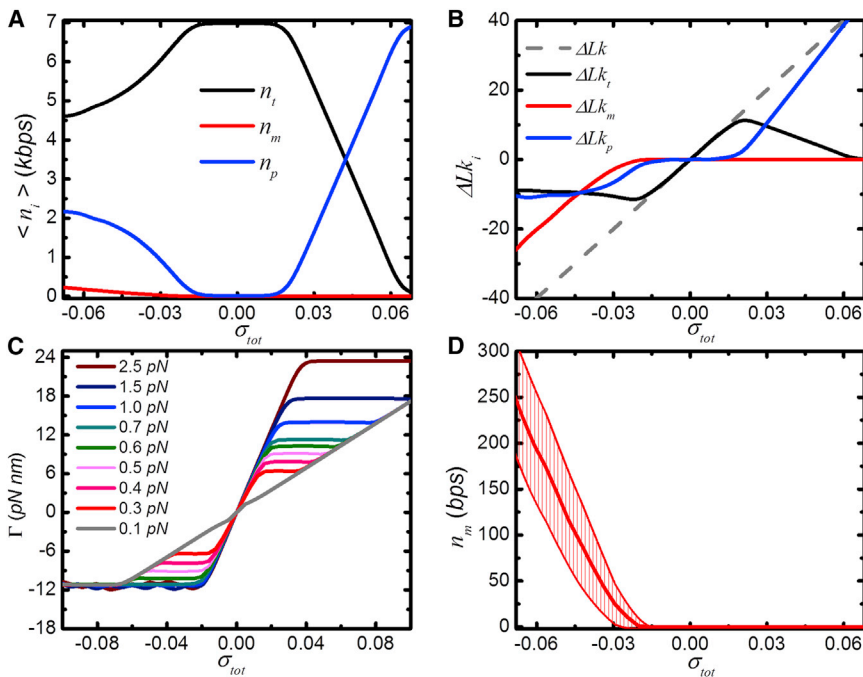 A
7
6
5
4
3
2
1
0
< n_i > (kbps)
n_t
n_m
n_p
-0.06 -0.03 0.00 0.03 0.06
σ_tot
B
40
20
0
-20
-40
ΔLk_i
ΔLk
ΔLk_t
ΔLk_m
ΔLk_p
-0.06 -0.03 0.00 0.03 0.06
σ_tot
C
24
18
12
6
0
-6
-12
-18
Γ (pN nm)
2.5 pN
1.5 pN
1.0 pN
0.7 pN
0.6 pN
0.5 pN
0.4 pN
0.3 pN
0.1 pN
-0.08 -0.04 0.00 0.04 0.08
σ_tot
D
300
250
200
150
100
50
0
n_m (bps)
-0.06 -0.03 0.00 0.03 0.06
σ_tot